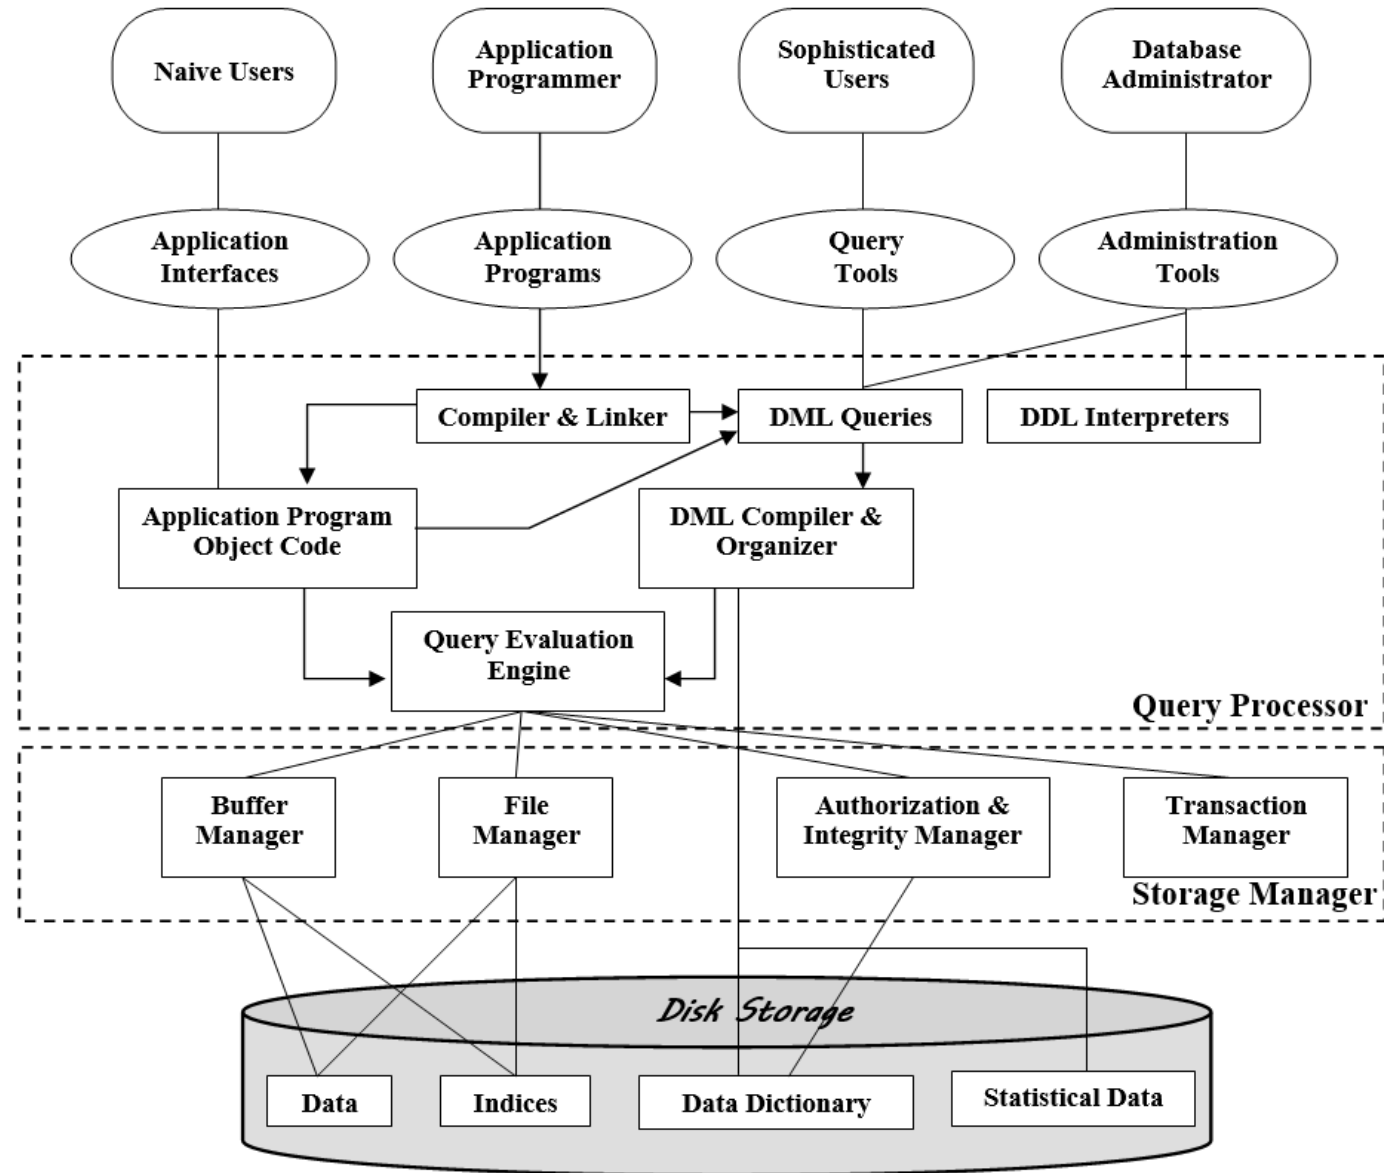 Naive Users
Application
Programmer
Sophisticated
Users
Database
Administrator
Application
Interfaces
Application
Programs
Query
Tools
Administration
Tools
Compiler & Linker
DML Queries
DDL Interpreters
Application Program
Object Code
DML Compiler &
Organizer
Query Evaluation
Engine
Query Processor
Buffer
Manager
File
Manager
Authorization &
Integrity Manager
Transaction
Manager
Storage Manager
Disk Storage
Data
Indices
Data Dictionary
Statistical Data